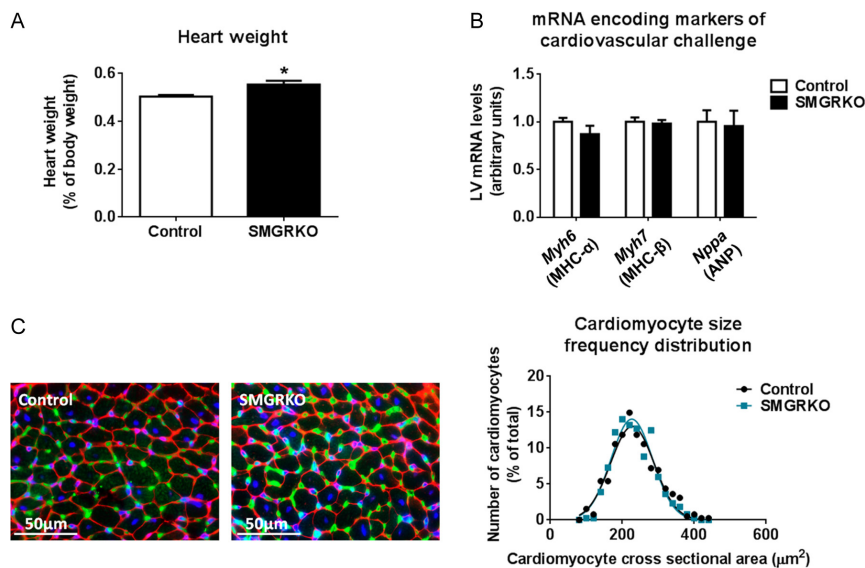 A
Heart weight
Heart weight
(% of body weight)
0.6
0.4
0.2
0.0
*
Control
SMGRKO
B
mRNA encoding markers of
cardiovascular challenge
LV mRNA levels
(arbitrary units)
1.5
1.0
0.5
0.0
Control
SMGRKO
Myh6
(MHC-α)
Myh7
(MHC-β)
Nppa
(ANP)
C
Control
50μm
SMGRKO
50μm
Cardiomyocyte size
frequency distribution
Number of cardiomyocytes
(% of total)
20
15
10
5
0
Control
SMGRKO
0
200
400
600
Cardiomyocyte cross sectional area (μm²)